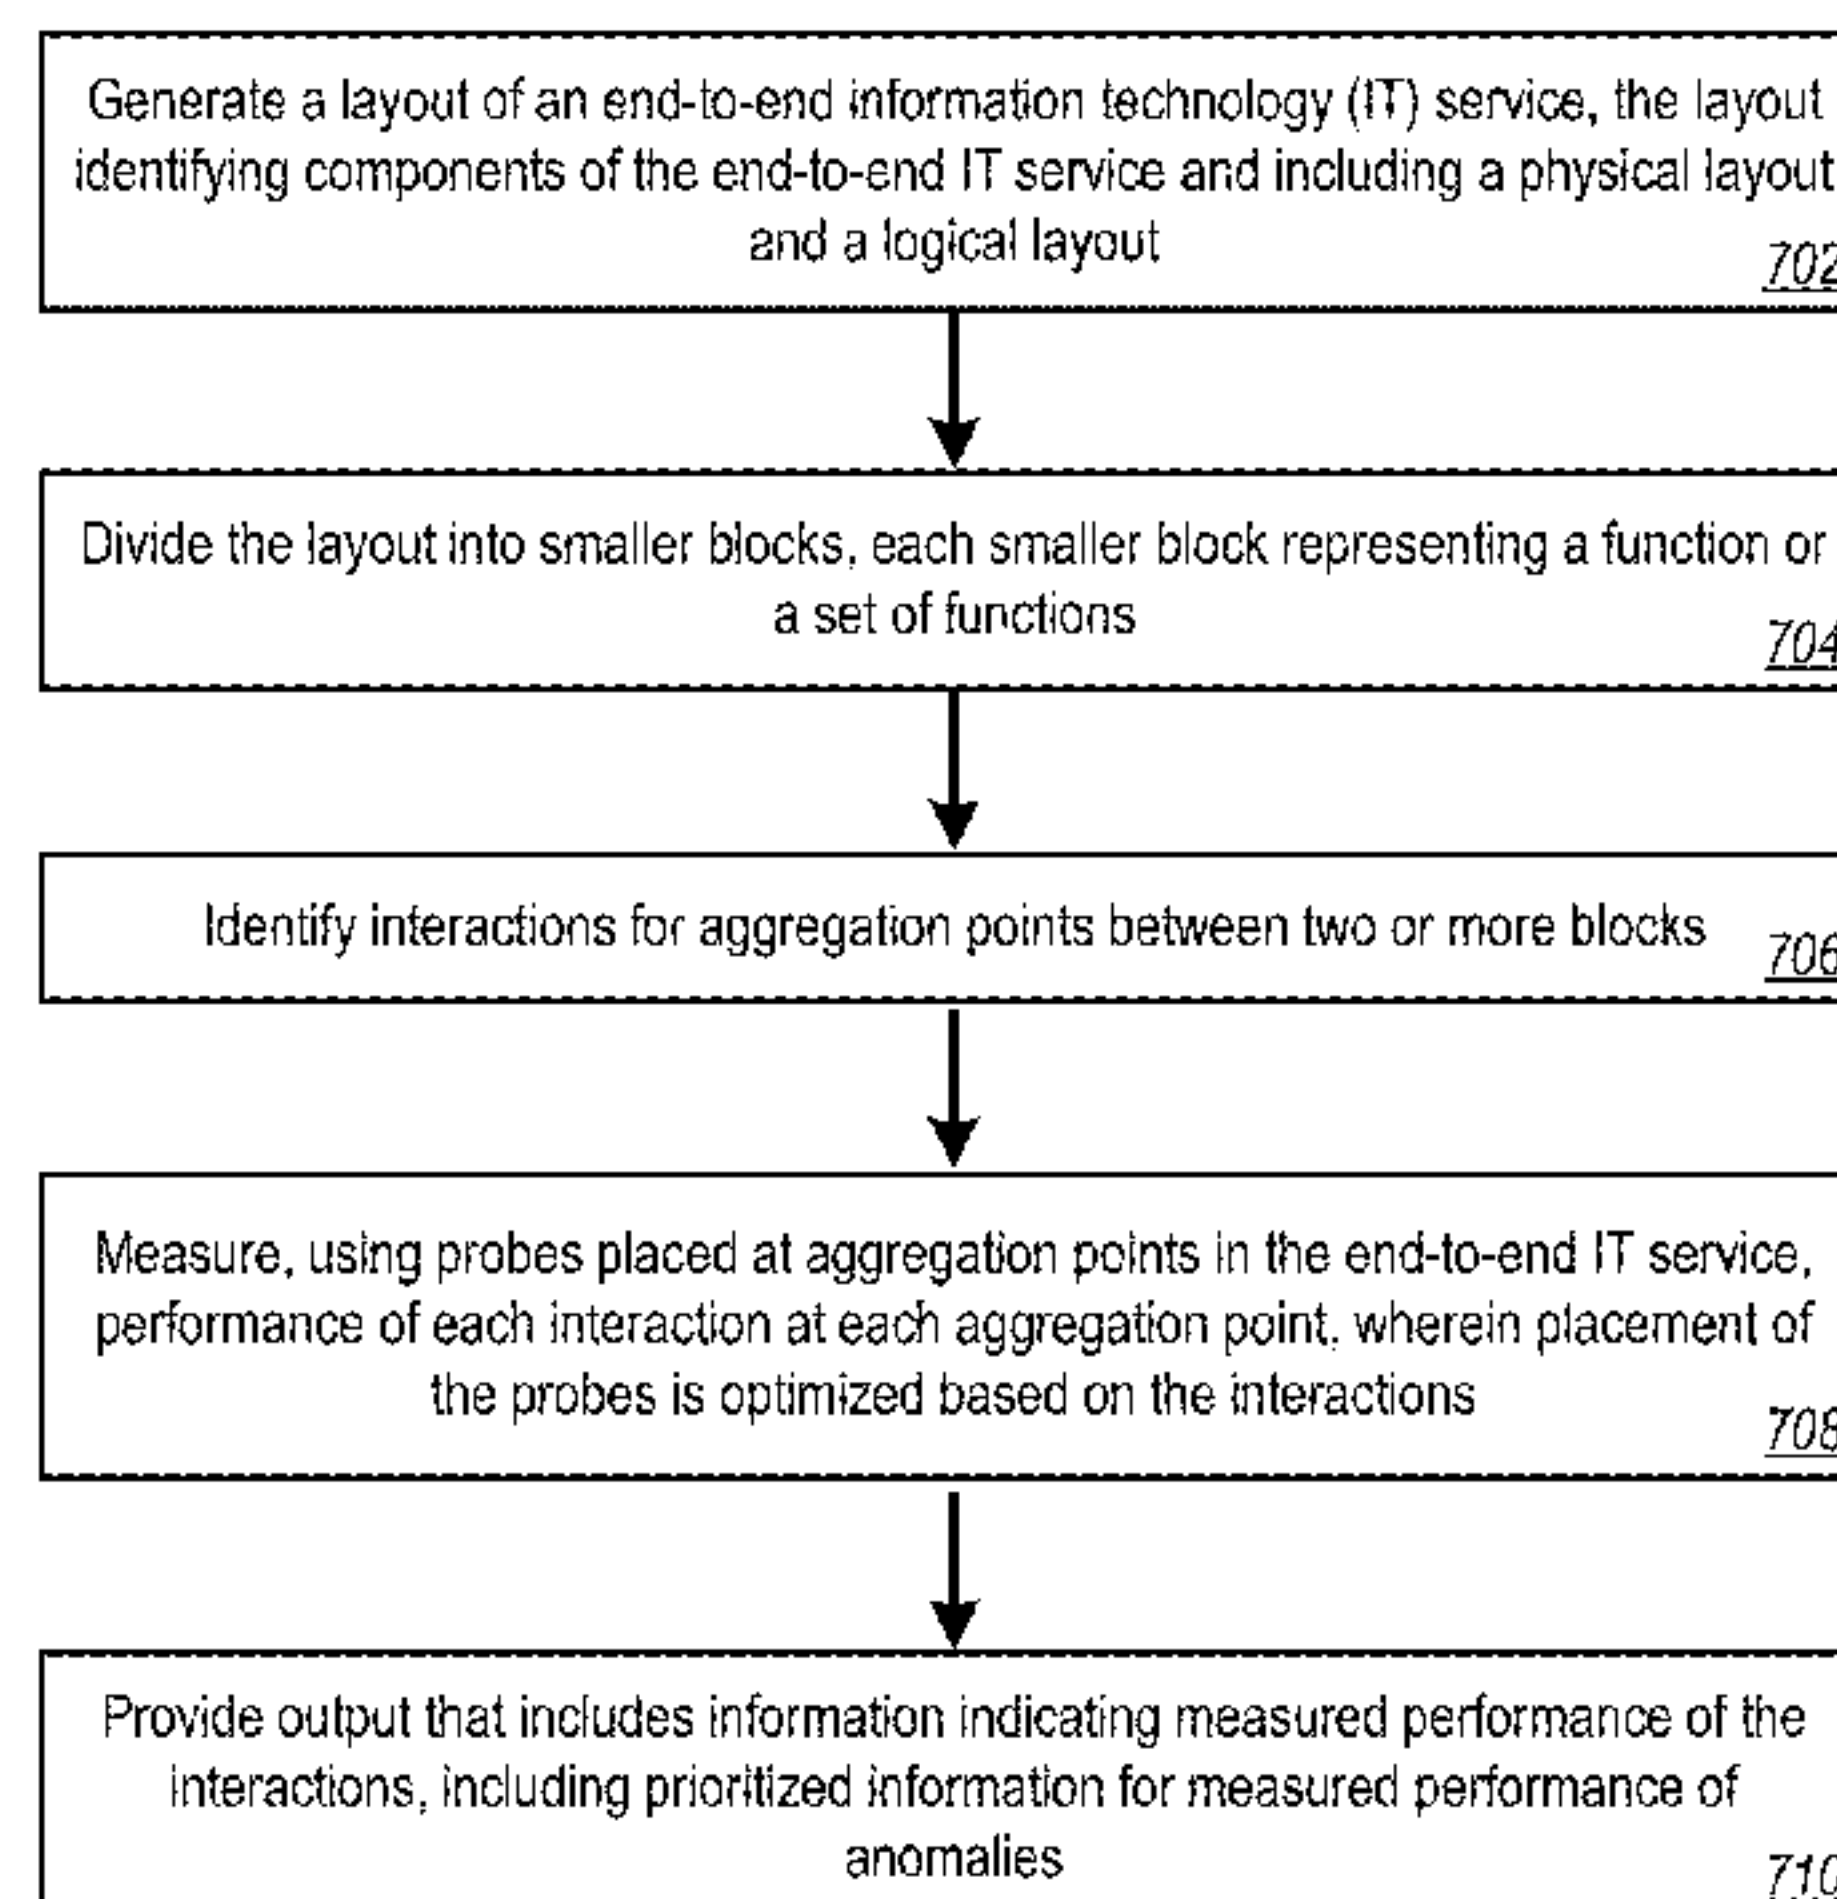 Generate a layout of an end-to-end information technology (IT) service, the layout
identifying components of the end-to-end IT service and including a physical layout
and a logical layout
702
Divide the layout into smaller blocks, each smaller block representing a function or
a set of functions
704
Identify interactions for aggregation points between two or more blocks
706
Measure, using probes placed at aggregation points in the end-to-end IT service,
performance of each interaction at each aggregation point, wherein placement of
the probes is optimized based on the interactions
708
Provide output that includes information indicating measured performance of the
interactions, including prioritized information for measured performance of
anomalies
710